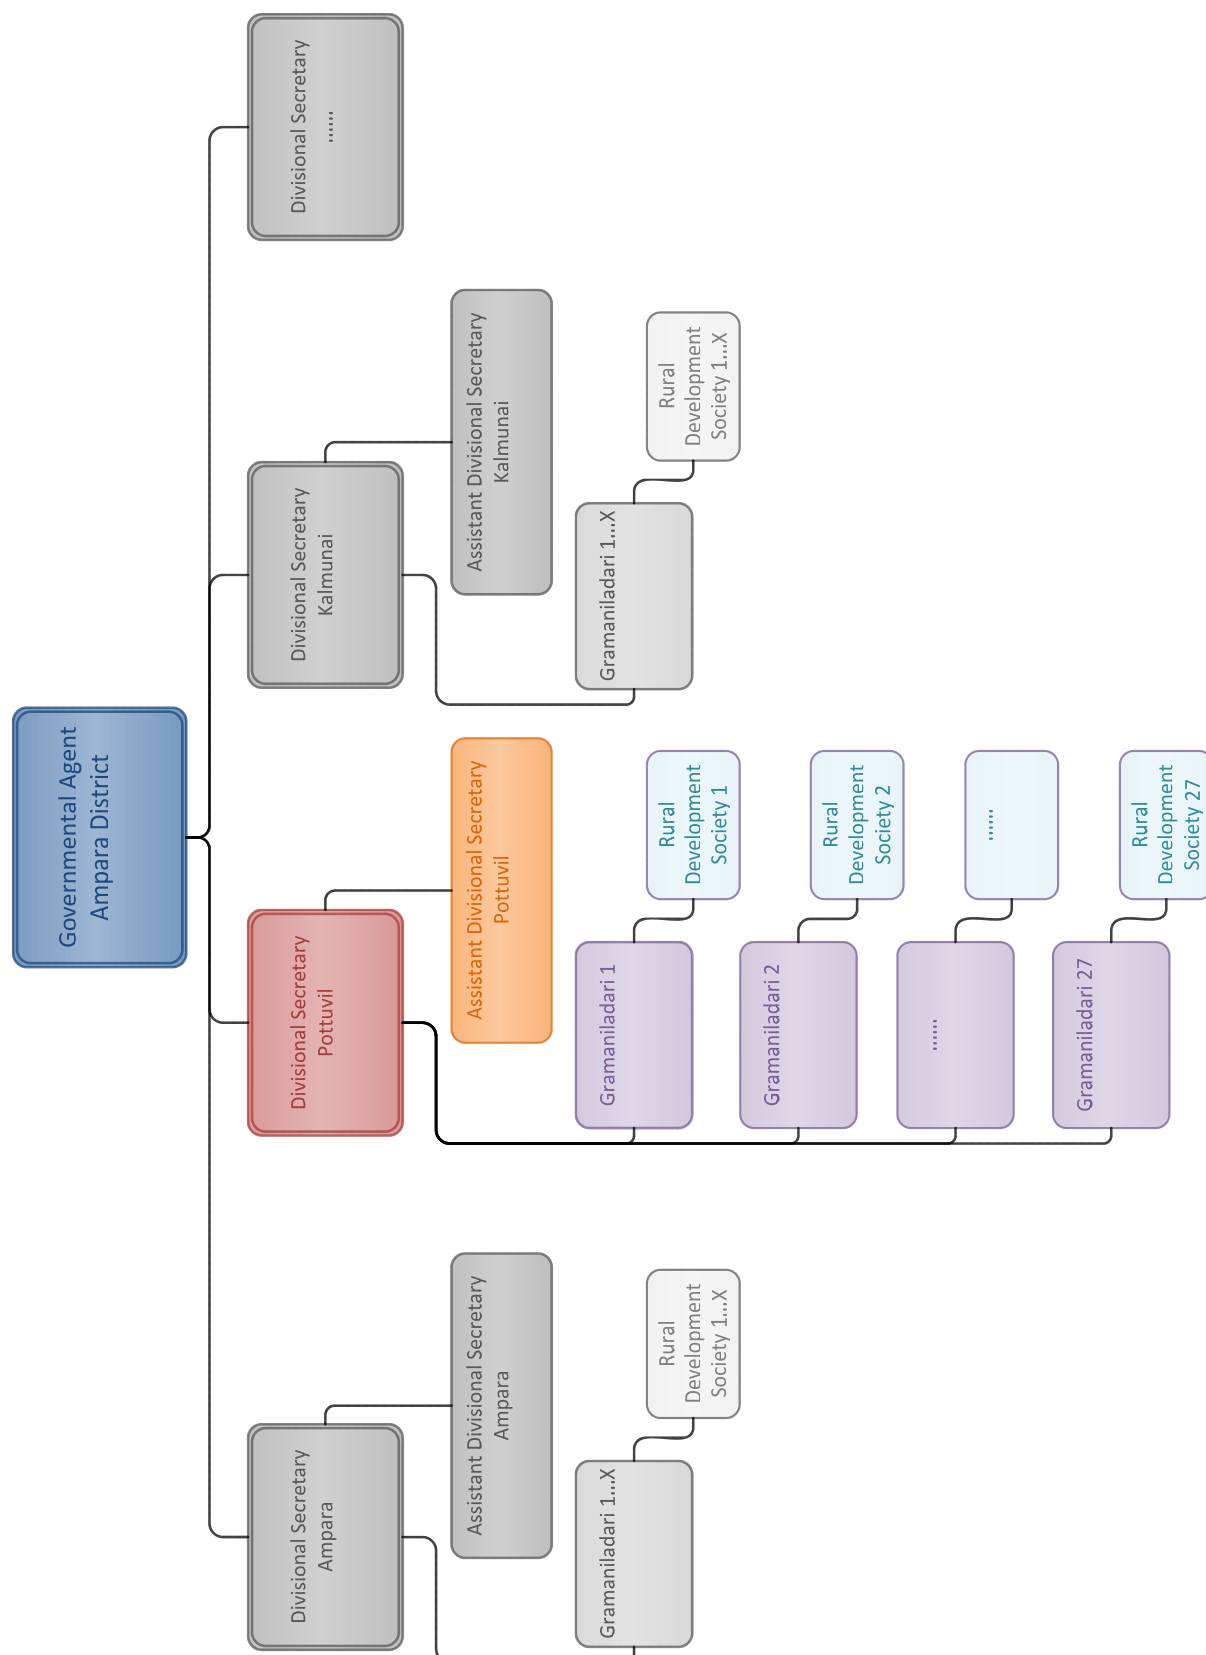 Governmental Agent
Ampara District
Divisional Secretary
Ampara
Divisional Secretary
Pottuvil
Divisional Secretary
Kalmunai
Divisional Secretary
......
Assistant Divisional Secretary
Ampara
Assistant Divisional Secretary
Pottuvil
Assistant Divisional Secretary
Kalmunai
Gramaniladari 1...X
Rural
Development
Society 1...X
Gramaniladari 1
Rural
Development
Society 1
Gramaniladari 1...X
Rural
Development
Society 1...X
Gramaniladari 2
Rural
Development
Society 2
......
......
Gramaniladari 27
Rural
Development
Society 27